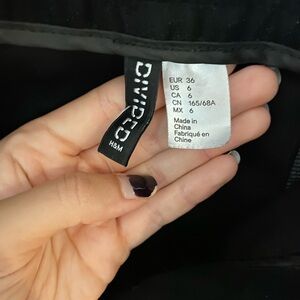 DIVIDED
H&M
EUR 36
US 6
CA 6
CN 165/68A
MX 6
Made in
China
Fabriqué en
Chine